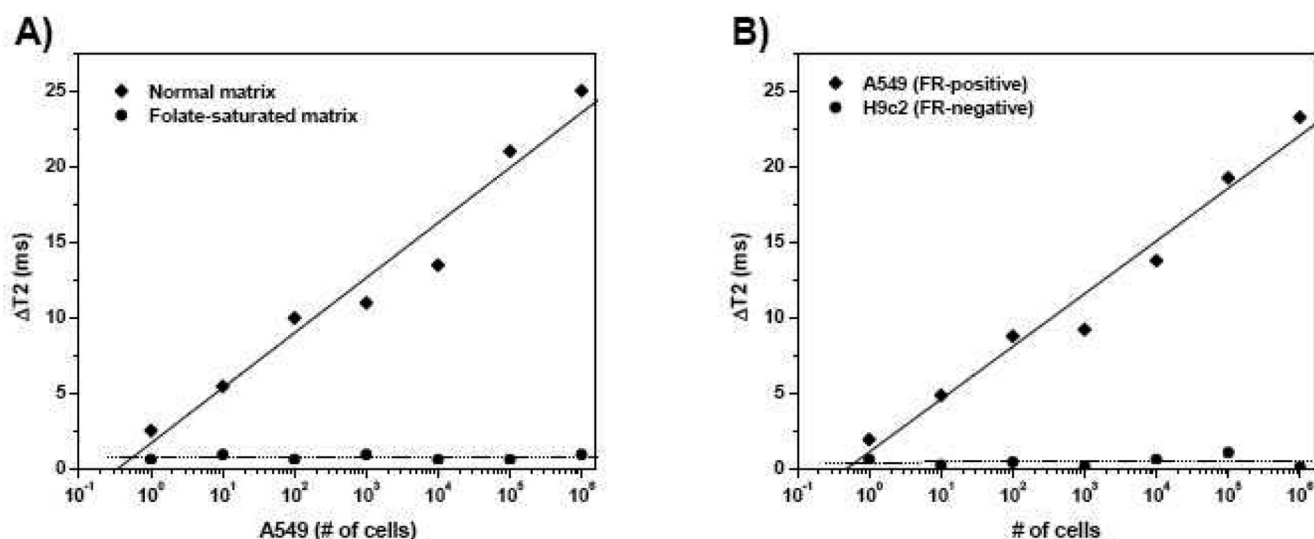 A)
Normal matrix
Folate-saturated matrix
ΔT2 (ms)
25
20
15
10
5
0
10-1 100 101 102 103 104 105 106
A549 (# of cells)
B)
A549 (FR-positive)
H9c2 (FR-negative)
ΔT2 (ms)
25
20
15
10
5
0
10-1 100 101 102 103 104 105 106
# of cells